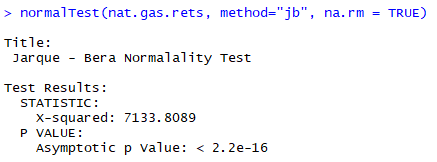 > normalTest(nat.gas.rets, method="jb", na.rm = TRUE)
Title:
Jarque - Bera Normalality Test
Test Results:
STATISTIC:
X-squared: 7133.8089
P VALUE:
Asymptotic p Value: < 2.2e-16